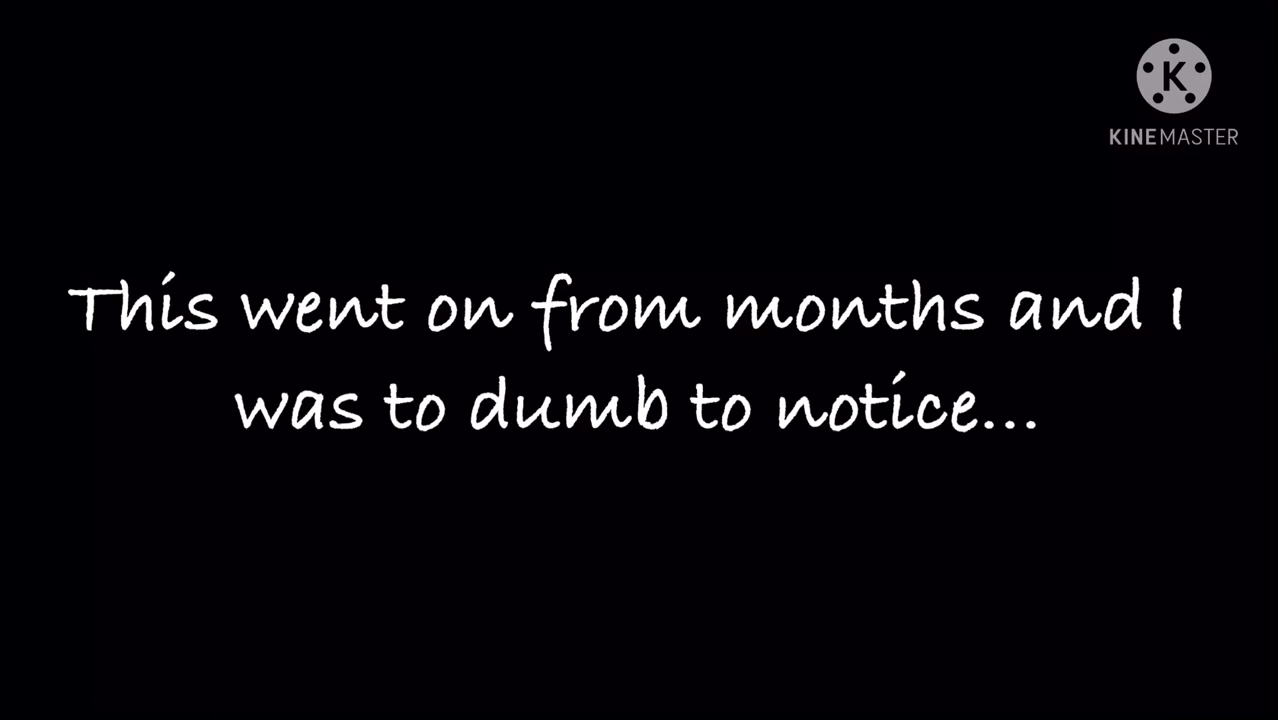 K
KINEMASTER
This went on from months and I
was to dumb to notice...